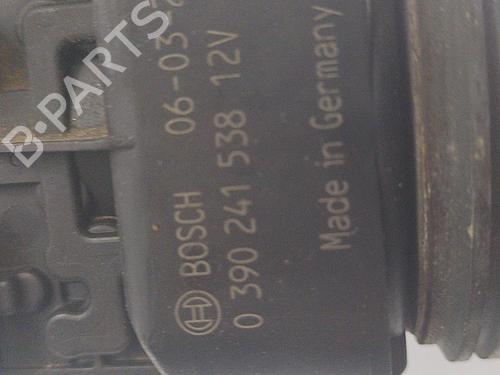 BOSCH 06-03-
0 390 241 538 12V
Made in Germany
B-PARTS